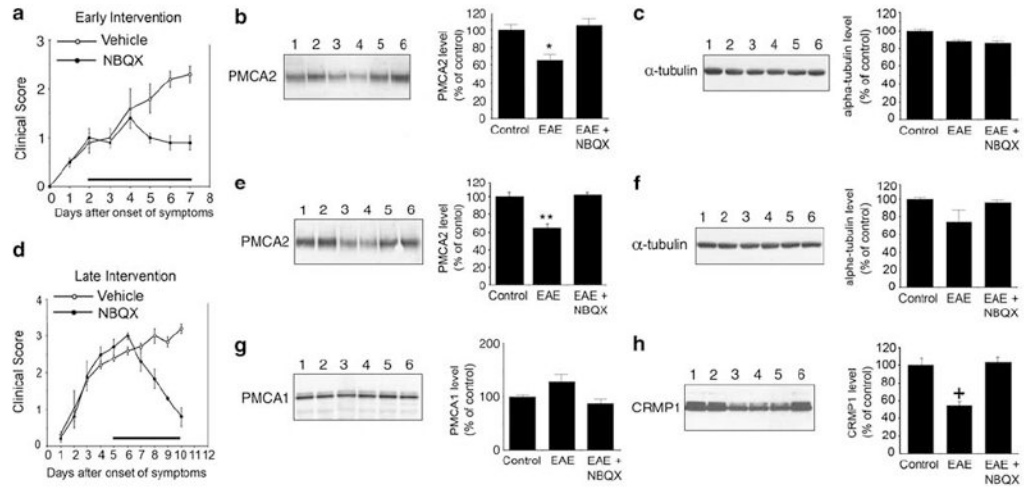 a
Early Intervention
Vehicle
NBQX
3
2
1
0
Clinical Score
0 1 2 3 4 5 6 7 8
Days after onset of symptoms
b
1 2 3 4 5 6
PMCA2
PMCA2 level
(% of control)
120
100
80
60
40
20
0
*
Control EAE EAE +
NBQX
c
1 2 3 4 5 6
α-tubulin
alpha-tubulin level
(% of control)
120
100
80
60
40
20
0
Control EAE EAE +
NBQX
d
Late Intervention
Vehicle
NBQX
4
3
2
1
0
Clinical Score
0 1 2 3 4 5 6 7 8 9 10 11 12
Days after onset of symptoms
e
1 2 3 4 5 6
PMCA2
PMCA2 level
(% of control)
120
100
80
60
40
20
0
**
Control EAE EAE +
NBQX
f
1 2 3 4 5 6
α-tubulin
alpha-tubulin level
(% of control)
120
100
80
60
40
20
0
Control EAE EAE +
NBQX
g
1 2 3 4 5 6
PMCA1
PMCA1 level
(% of control)
200
100
0
Control EAE EAE +
NBQX
h
1 2 3 4 5 6
CRMP1
CRMP1 level
(% of control)
120
100
80
60
40
20
0
+
Control EAE EAE +
NBQX